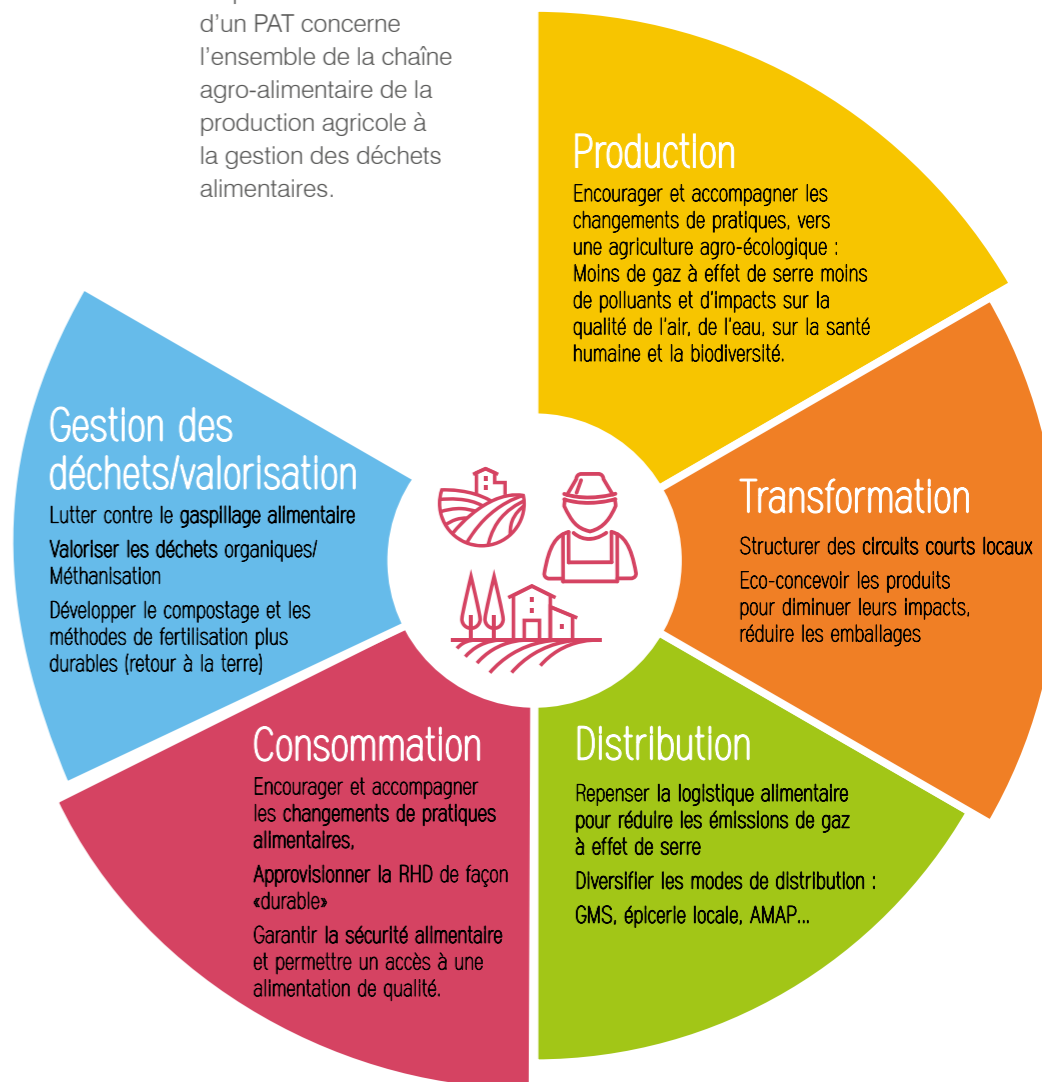 d'un PAT concerne
l'ensemble de la chaîne
agro-alimentaire de la
production agricole à
la gestion des déchets
alimentaires.
Production
Encourager et accompagner les
changements de pratiques, vers
une agriculture agro-écologique :
Moins de gaz à effet de serre moins
de polluants et d'impacts sur la
qualité de l'air, de l'eau, sur la santé
humaine et la biodiversité.
Transformation
Structurer des circuits courts locaux
Eco-concevoir les produits
pour diminuer leurs impacts,
réduire les emballages
Distribution
Repenser la logistique alimentaire
pour réduire les émissions de gaz
à effet de serre
Diversifier les modes de distribution :
GMS, épicerie locale, AMAP...
Consommation
Encourager et accompagner
les changements de pratiques
alimentaires,
Approvisionner la RHD de façon
«durable»
Garantir la sécurité alimentaire
et permettre un accès à une
alimentation de qualité.
Gestion des
déchets/valorisation
Lutter contre le gaspillage alimentaire
Valoriser les déchets organiques/
Méthanisation
Développer le compostage et les
méthodes de fertilisation plus
durables (retour à la terre)